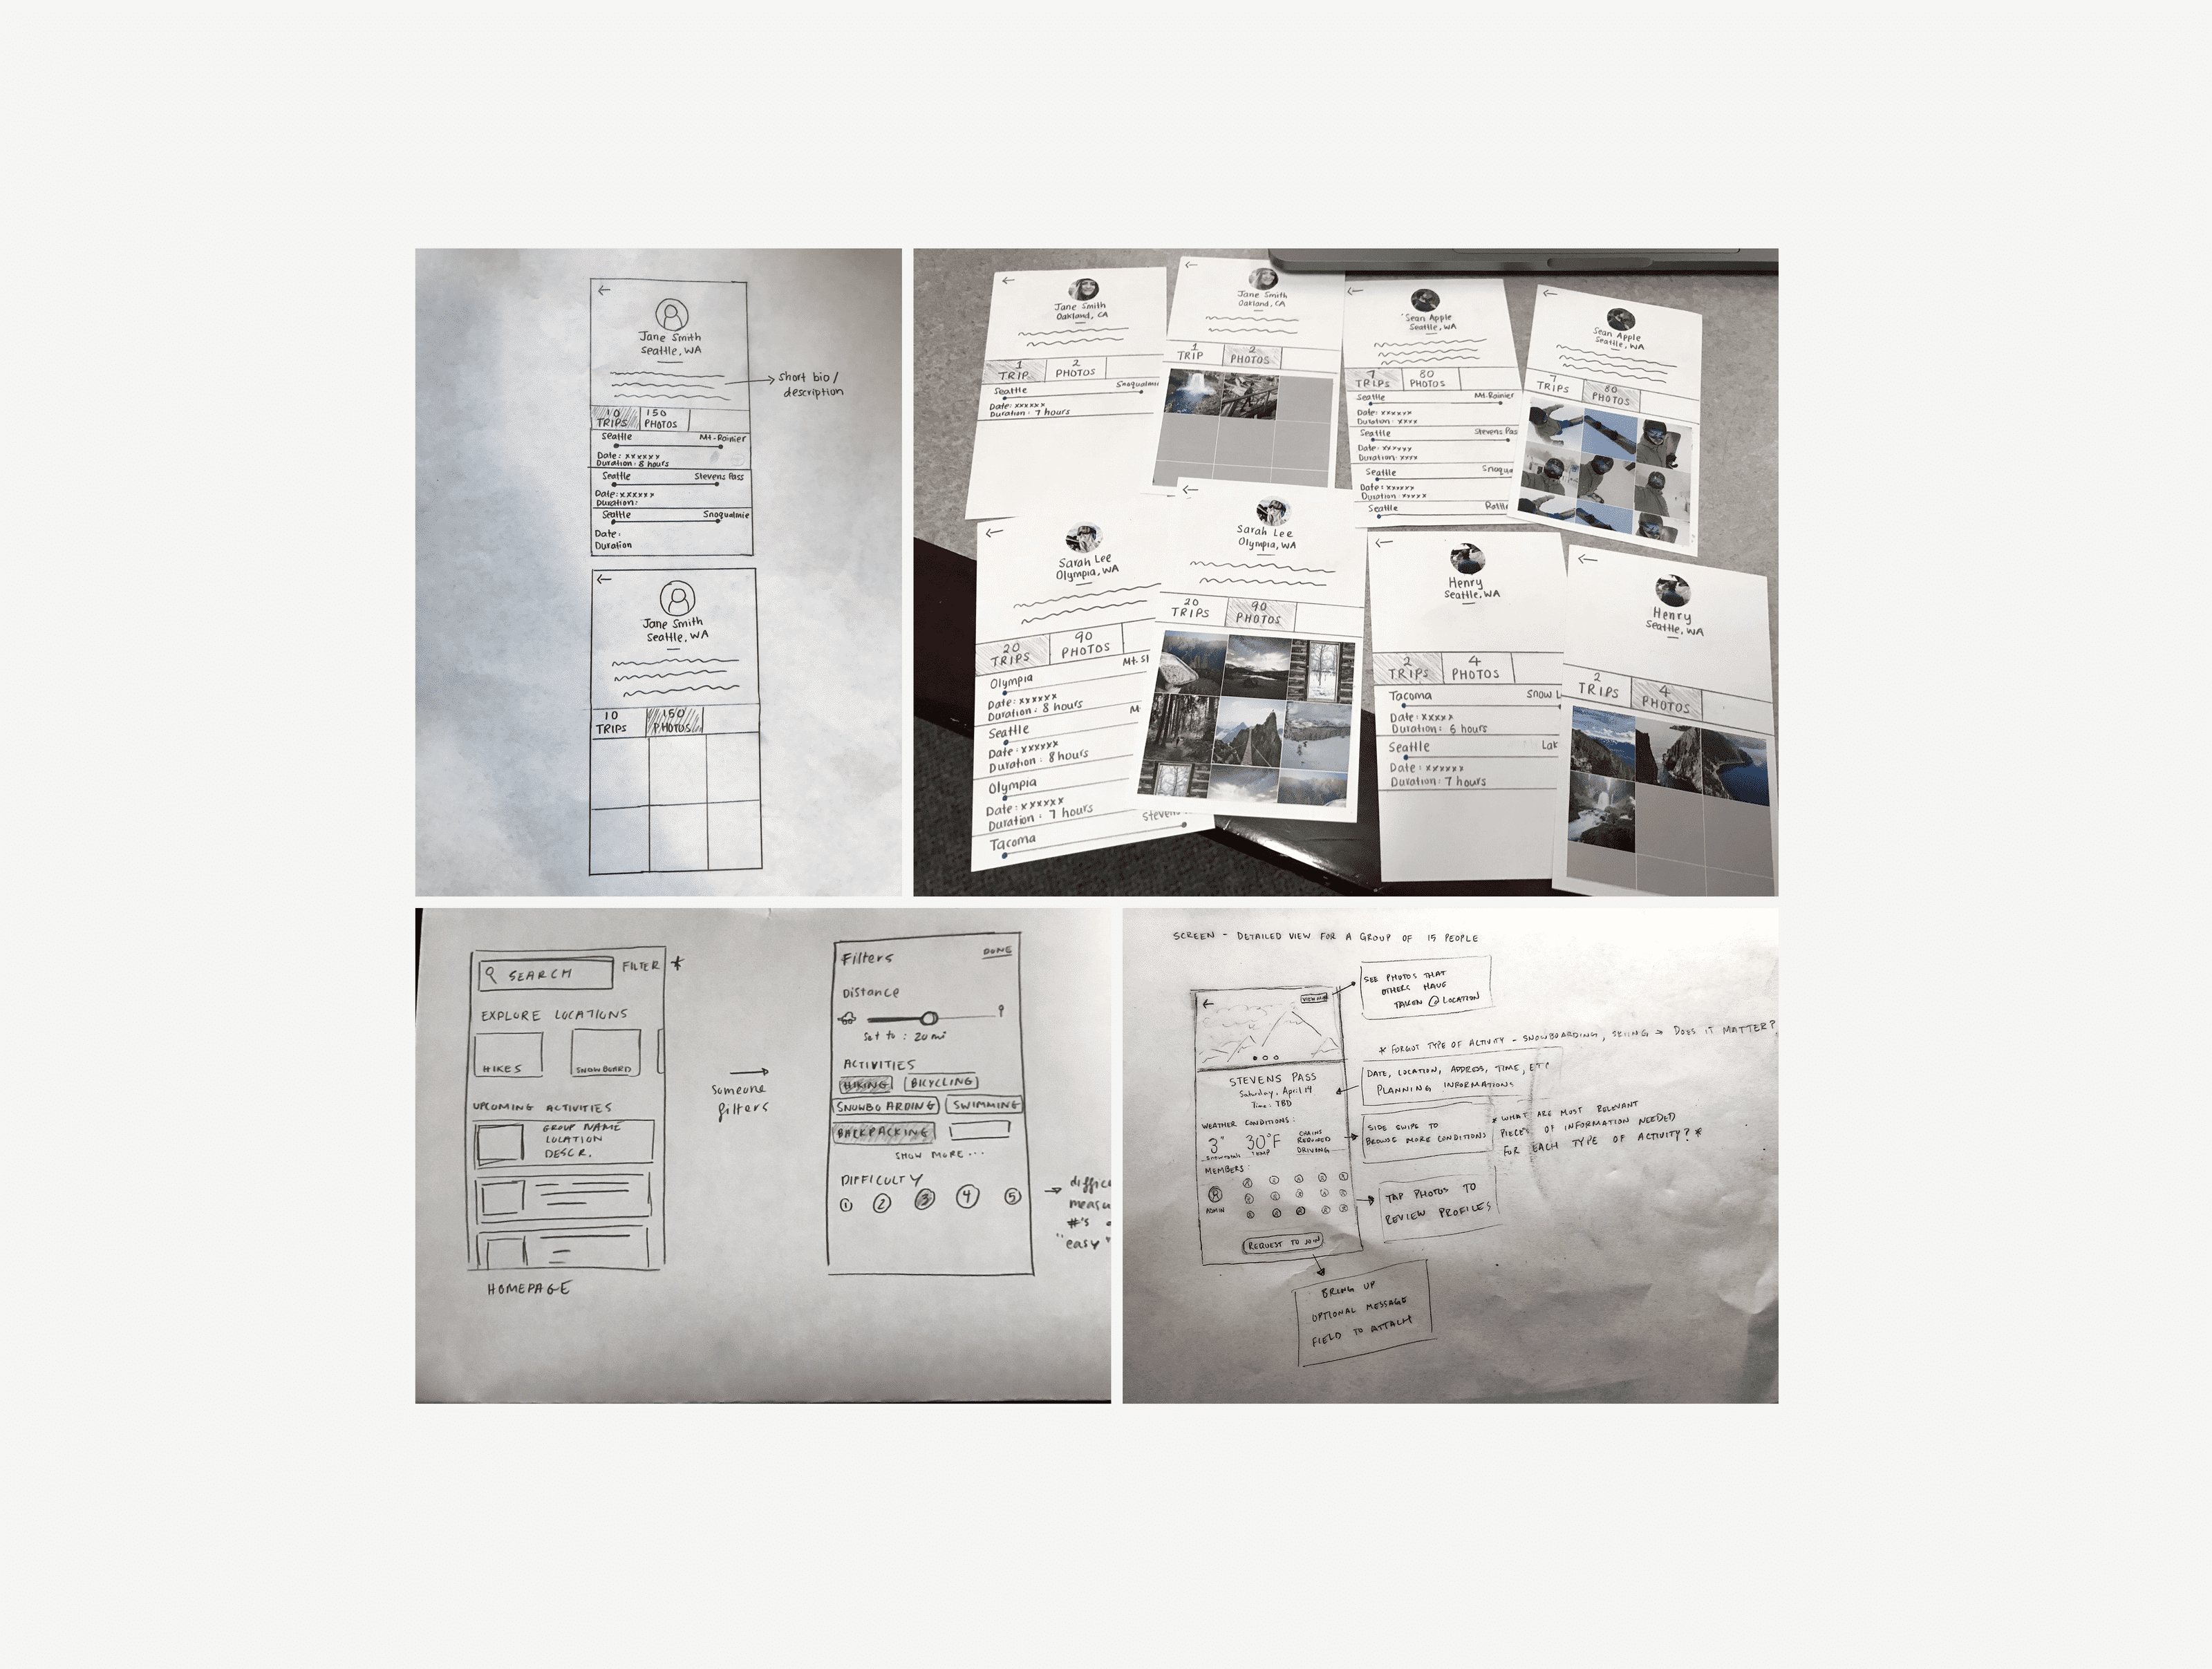 ←
Jane Smith
Seattle, WA
→ short bio /
description
10 TRIPS
150 PHOTOS
Seattle Mt. Rainier
Date: xxxxxx
Duration: 8 hours
Seattle Stevens Pass
Date: xxxxxx
Duration:
Seattle Snoqualmie
Date:
Duration
←
Jane Smith
Seattle, WA
10 TRIPS
150 PHOTOS
←
Jane Smith
Oakland, CA
1 TRIP
2 PHOTOS
Seattle Snoqualmie
Date: xxxxxx
Duration: 7 hours
←
Jane Smith
Oakland, CA
1 TRIP
2 PHOTOS
←
Sean Apple
Seattle, WA
7 TRIPS
80 PHOTOS
Seattle Mt. Rainier
Date: xxxxxx
Duration: xxxx
Seattle Stevens Pas
Date: xxxxxx
Duration: xxxx
Seattle Snoqu
Date: xxxxxx
Duration: xxxxx
Seattle
←
Sean Apple
Seattle, WA
7 TRIPS
80 PHOTOS
←
Sarah Lee
Olympia, WA
20 TRIPS
90 PHOTOS
Olympia Mt. SI
Date: xxxxxx
Duration: 8 hours
Seattle M
Date: xxxxxx
Duration: 8 hours
Olympia
Date: xxxxxx
Duration: 7 hours
Tacoma Steven
←
Sarah Lee
Olympia, WA
20 TRIPS
90 PHOTOS
←
Henry
Seattle, WA
2 TRIPS
4 PHOTOS
Tacoma Snow L
Date: xxxxx
Duration: 6 hours
Seattle Lak
Date: xxxxxx
Duration: 7 hours
←
Henry
Seattle, WA
2 TRIPS
4 PHOTOS
SEARCH FILTER *
EXPLORE LOCATIONS
HIKES SNOWBOARD
UPCOMING ACTIVITIES
GROUP NAME
LOCATION
DESCR.
HOMEPAGE
→
Someone
filters
Filters DONE
Distance
Set to: 20 mi
ACTIVITIES
HIKING BICYCLING
SNOWBOARDING SWIMMING
BACKPACKING
SHOW MORE...
DIFFICULTY
1 2 3 4 5
→ diffic
measu
#'s
"easy"
SCREEN - DETAILED VIEW FOR A GROUP OF 15 PEOPLE
←
SEE PHOTOS THAT
OTHERS HAVE
TAKEN @ LOCATION
* FORGOT TYPE OF ACTIVITY - SNOWBOARDING, SKIING → DOES IT MATTER?
STEVENS PASS
Saturday, April 14
Time: TBD
DATE, LOCATION, ADDRESS, TIME, ETC
PLANNING INFORMATIONS
WEATHER CONDITIONS:
3" 30°F
TEMP
CHAINS
REQUIRED
DRIVING
SIDE SWIPE TO
BROWSE MORE CONDITIONS
* WHAT ARE MOST RELEVANT
PIECES OF INFORMATION NEEDED
FOR EACH TYPE OF ACTIVITY? *
MEMBERS:
ADMIN
TAP PHOTOS TO
REVIEW PROFILES
REQUEST TO JOIN
BRING UP
OPTIONAL MESSAGE
FIELD TO ATTACH